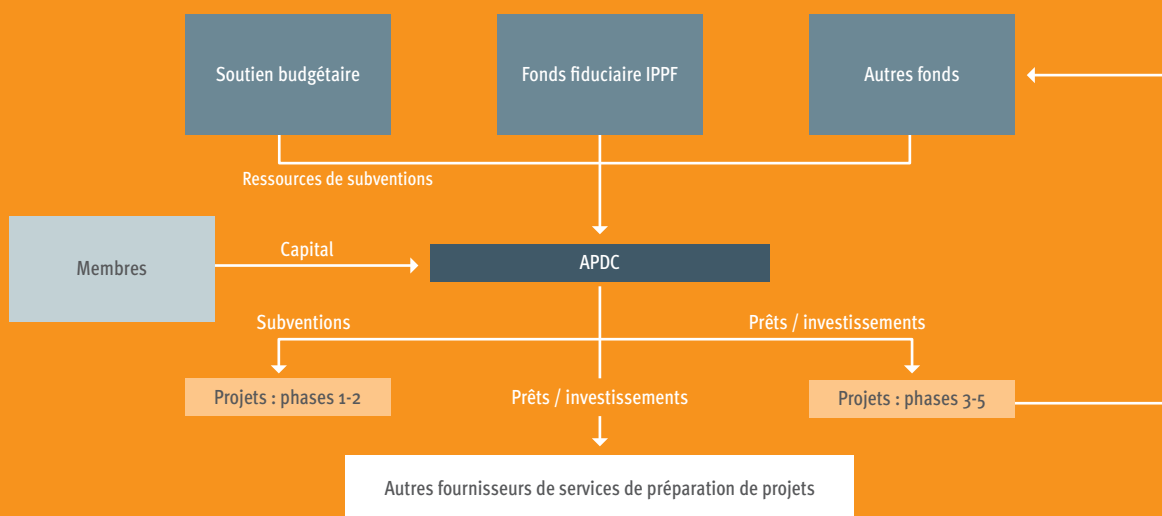 Soutien budgétaire
Fonds fiduciaire IPPF
Autres fonds
Ressources de subventions
Membres
Capital
APDC
Subventions
Prêts / investissements
Projets : phases 1-2
Prêts / investissements
Projets : phases 3-5
Autres fournisseurs de services de préparation de projets